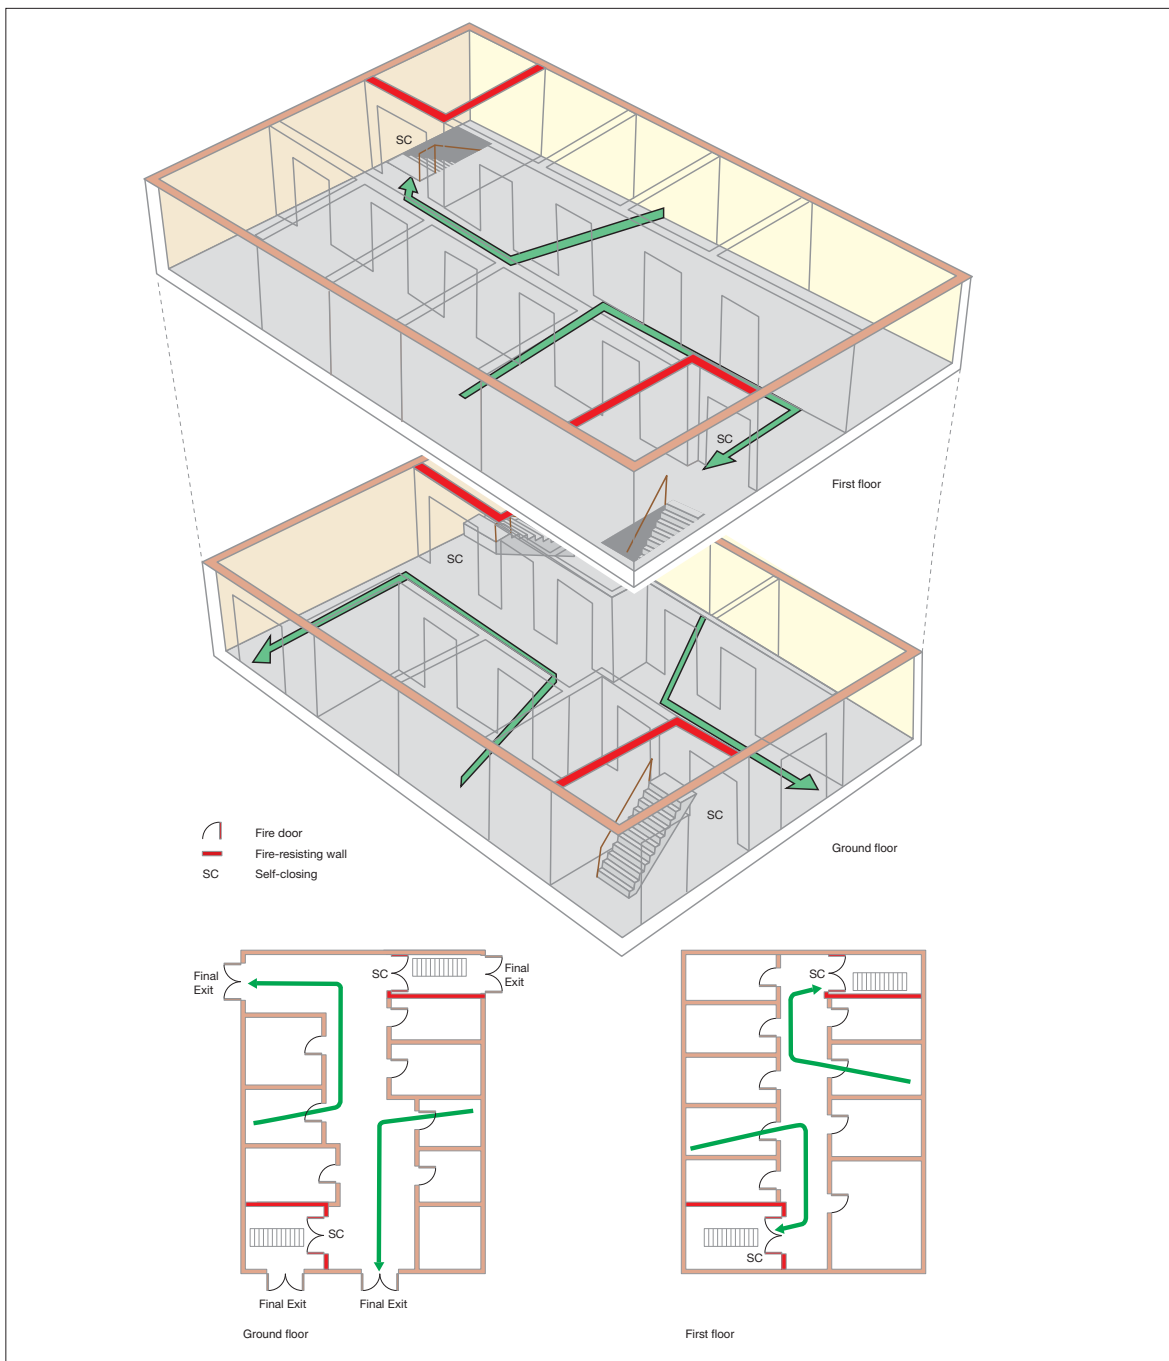 SC
SC
First floor
SC
SC
Ground floor
Fire door
Fire-resisting wall
SC
Self-closing
Final
Exit
SC
Final
Exit
SC
Final Exit
Final Exit
Ground floor
SC
SC
First floor